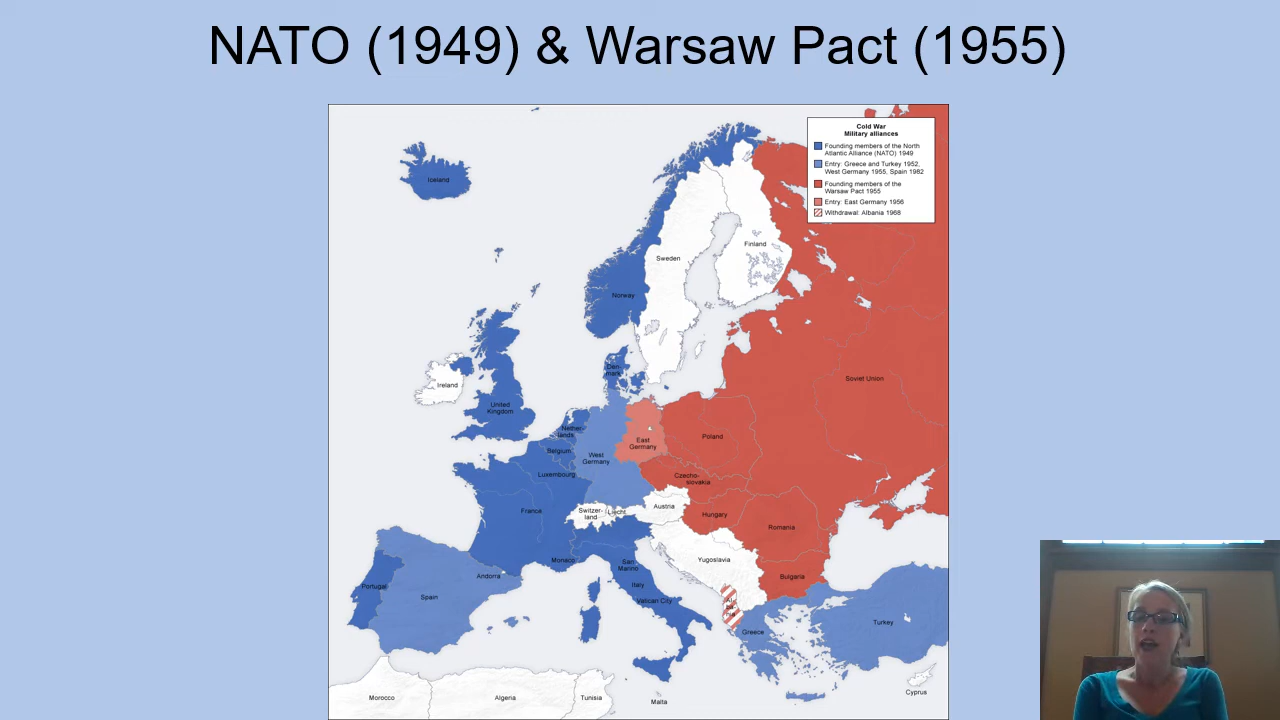 NATO (1949) & Warsaw Pact (1955)
Cold War
Military alliances
Founding members of the North
Atlantic Alliance (NATO) 1949
Entry: Greece and Turkey 1952,
West Germany 1955, Spain 1982
Founding members of the
Warsaw Pact 1955
Entry: East Germany 1956
Withdrawal: Albania 1968
Iceland
Finland
Sweden
Norway
Den-
mark
Ireland
United
Kingdom
Soviet Union
Nether-
lands
Belgium
Luxembourg
West
Germany
East
Germany
Poland
Czecho-
slovakia
France
Switzer-
land
Liecht.
Austria
Hungary
Romania
Monaco
San
Marino
Yugoslavia
Bulgaria
Andorra
Portugal
Spain
Italy
Vatican City
Al-
ba-
nia
Greece
Turkey
Cyprus
Morocco
Algeria
Tunisia
Malta